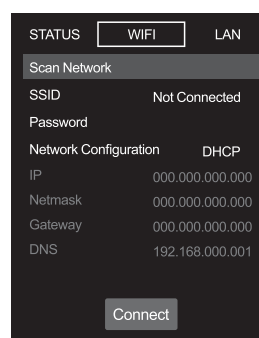 STATUS WIFI LAN
Scan Network
SSID Not Connected
Password
Network Configuration DHCP
IP 000.000.000.000
Netmask 000.000.000.000
Gateway 000.000.000.000
DNS 192.168.000.001
Connect